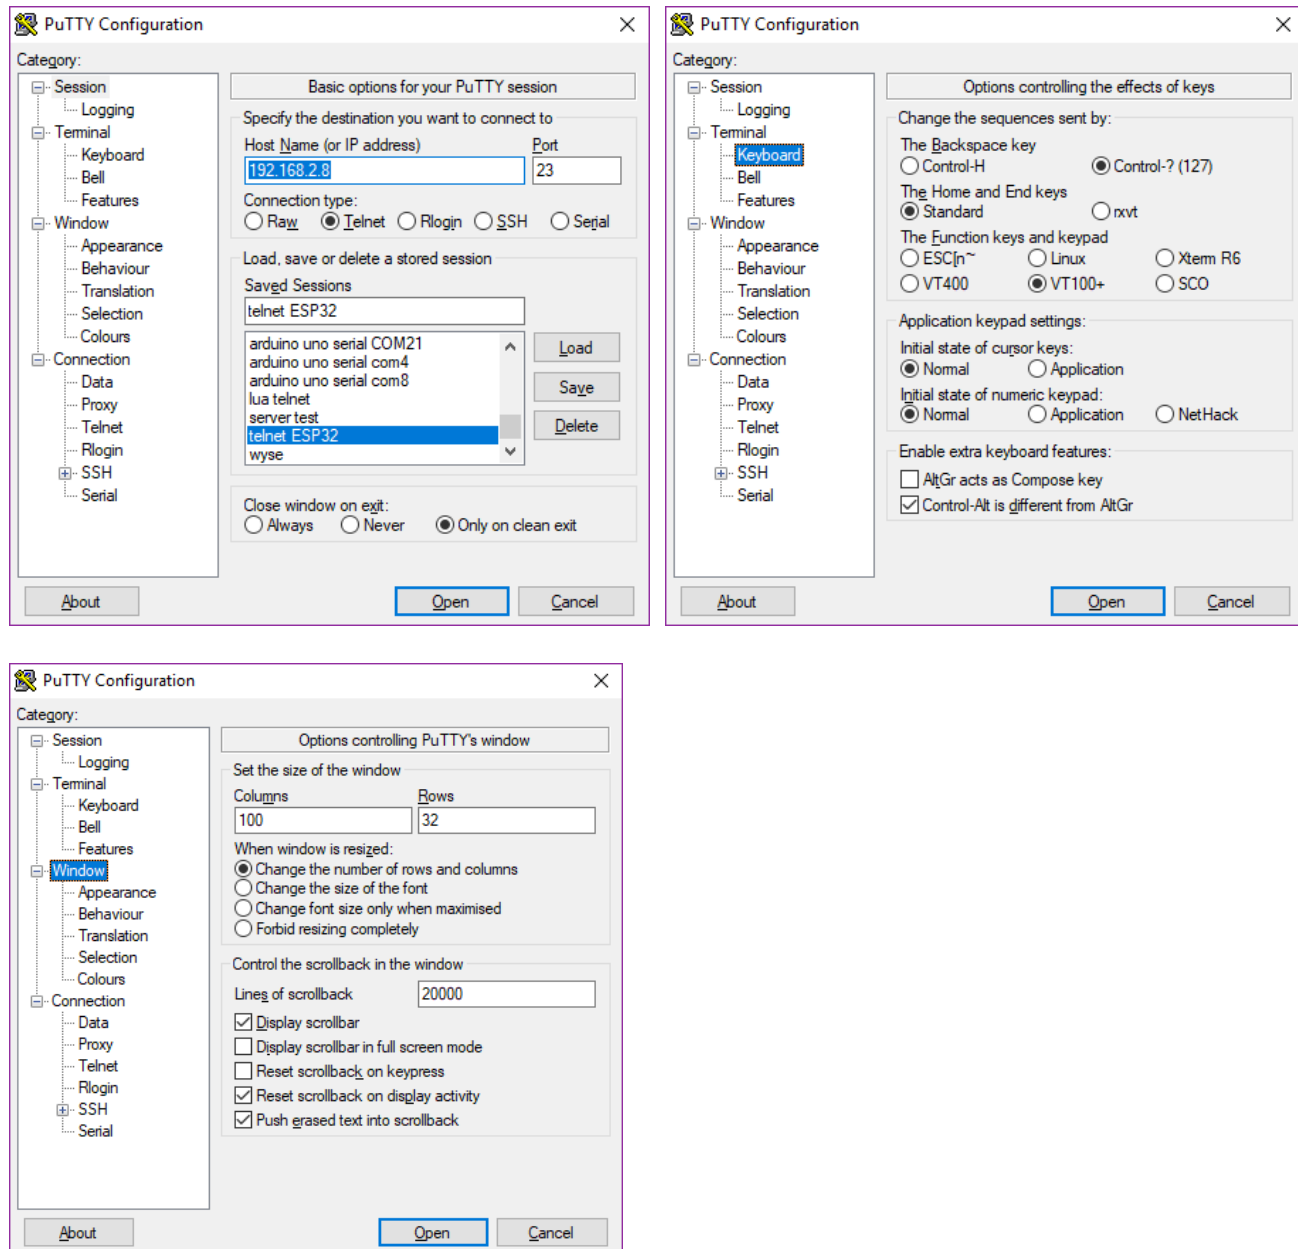 PuTTY Configuration
Category:
Session
Logging
Terminal
Keyboard
Bell
Features
Window
Appearance
Behaviour
Translation
Selection
Colours
Connection
Data
Proxy
Telnet
Rlogin
SSH
Serial
Basic options for your PuTTY session
Specify the destination you want to connect to
Host Name (or IP address) Port
192.168.2.8 23
Connection type:
Raw Telnet Rlogin SSH Serial
Load, save or delete a stored session
Saved Sessions
telnet ESP32
arduino uno serial COM21
arduino uno serial com4
arduino uno serial com8
lua telnet
server test
telnet ESP32
wyse
Load
Save
Delete
Close window on exit:
Always Never Only on clean exit
About Open Cancel
PuTTY Configuration
Category:
Session
Logging
Terminal
Keyboard
Bell
Features
Window
Appearance
Behaviour
Translation
Selection
Colours
Connection
Data
Proxy
Telnet
Rlogin
SSH
Serial
Options controlling the effects of keys
Change the sequences sent by:
The Backspace key
Control-H Control-? (127)
The Home and End keys
Standard rxvt
The Function keys and keypad
ESC[n~ Linux Xterm R6
VT400 VT100+ SCO
Application keypad settings:
Initial state of cursor keys:
Normal Application
Initial state of numeric keypad:
Normal Application NetHack
Enable extra keyboard features:
AltGr acts as Compose key
Control-Alt is different from AltGr
About Open Cancel
PuTTY Configuration
Category:
Session
Logging
Terminal
Keyboard
Bell
Features
Window
Appearance
Behaviour
Translation
Selection
Colours
Connection
Data
Proxy
Telnet
Rlogin
SSH
Serial
Options controlling PuTTY's window
Set the size of the window
Columns Rows
100 32
When window is resized:
Change the number of rows and columns
Change the size of the font
Change font size only when maximised
Forbid resizing completely
Control the scrollback in the window
Lines of scrollback 20000
Display scrollbar
Display scrollbar in full screen mode
Reset scrollback on keypress
Reset scrollback on display activity
Push erased text into scrollback
About Open Cancel